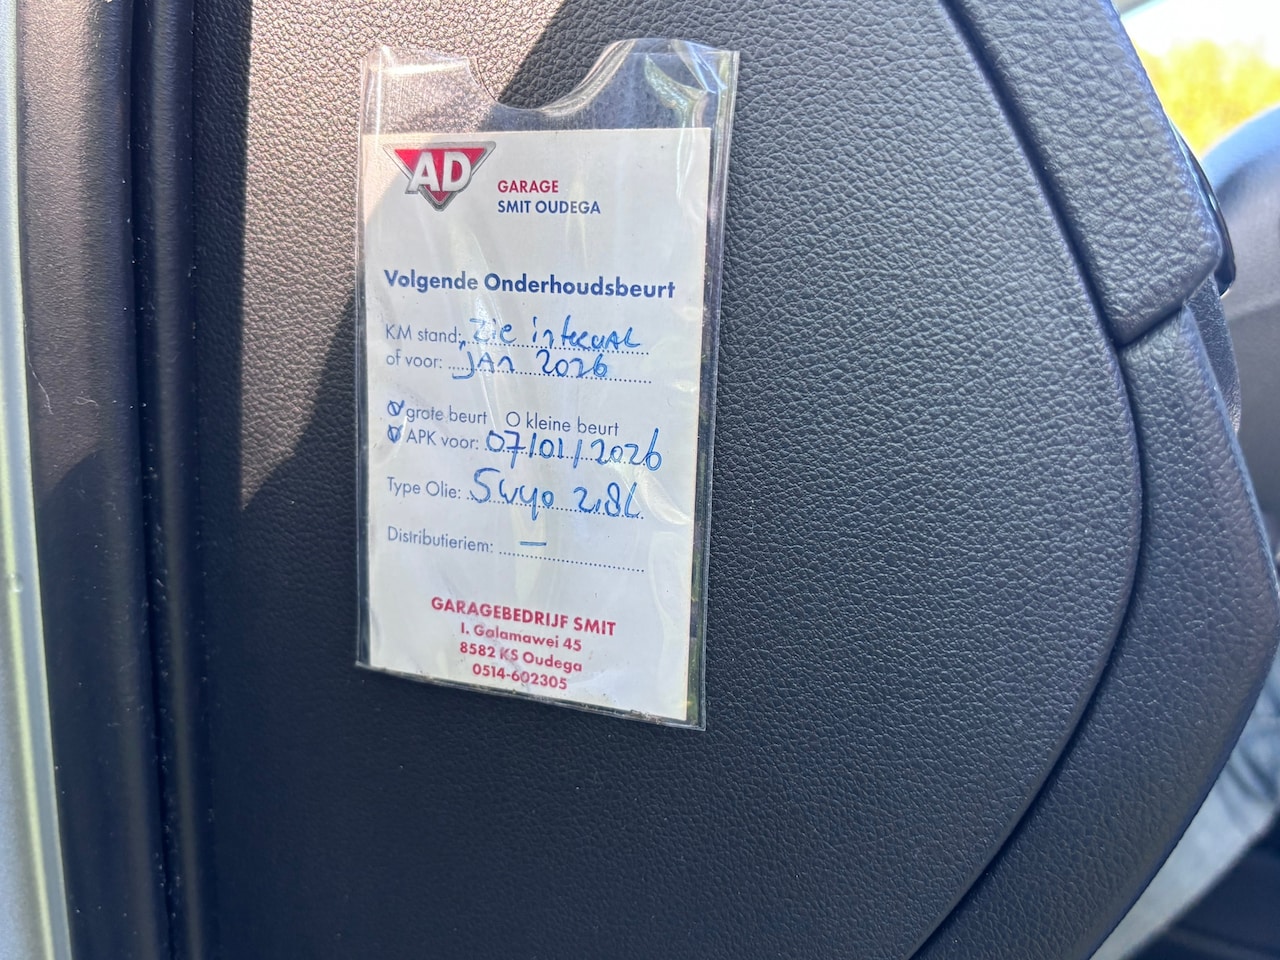 AD
GARAGE
SMIT OUDEGA
Volgende Onderhoudsbeurt
KM stand: Zie interval
of voor: JAN 2026
grote beurt O kleine beurt
APK voor: 07/01/2026
Type Olie: 5w40 2,8L
Distributieriem: —
GARAGEBEDRIJF SMIT
I. Galamawei 45
8582 KS Oudega
0514-602305